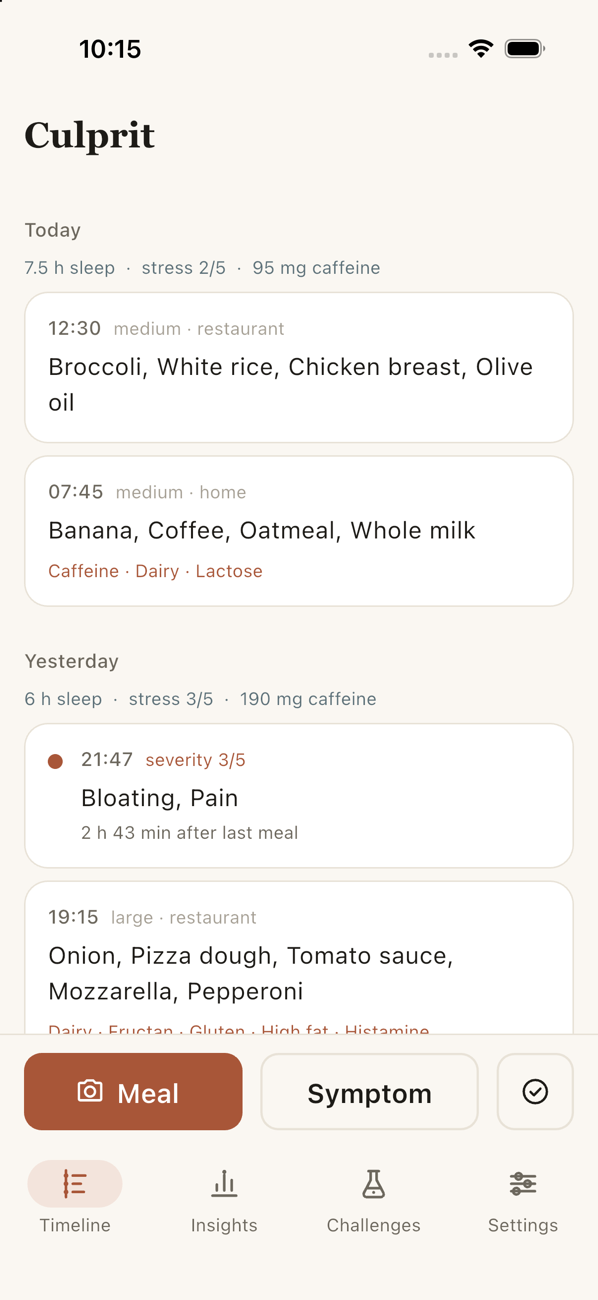 10:15
Culprit
Today
7.5 h sleep · stress 2/5 · 95 mg caffeine
12:30 medium · restaurant
Broccoli, White rice, Chicken breast, Olive
oil
07:45 medium · home
Banana, Coffee, Oatmeal, Whole milk
Caffeine · Dairy · Lactose
Yesterday
6 h sleep · stress 3/5 · 190 mg caffeine
21:47 severity 3/5
Bloating, Pain
2 h 43 min after last meal
19:15 large · restaurant
Onion, Pizza dough, Tomato sauce,
Mozzarella, Pepperoni
Dairy · Fructan · Gluten · High fat · Histamine
Meal
Symptom
Timeline
Insights
Challenges
Settings